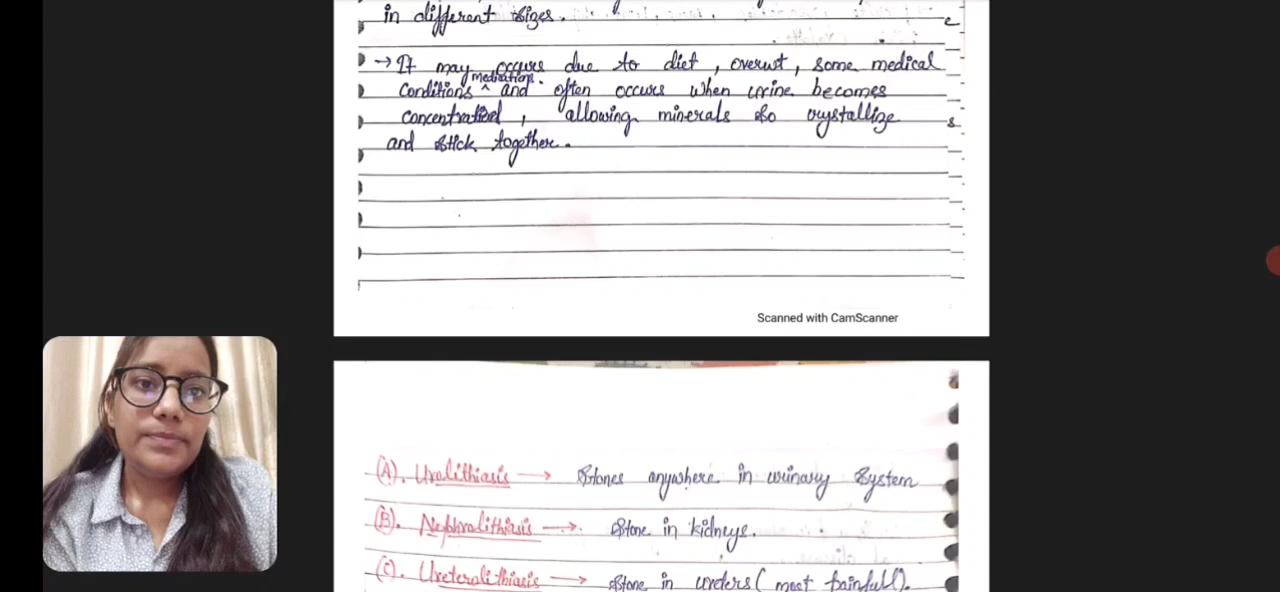 in different sizes.
→ It may occurs due to diet, overwt, some medical
medications.
conditions ^ and often occurs when urine becomes
concentrated, allowing minerals to crystallize
and stick together.
Scanned with CamScanner
(A). Urolithiasis → Stones anywhere in urinary System
(B). Nephrolithiasis → Stone in kidneys.
(C). Ureterolithiasis → Stone in ureters (most painfull).